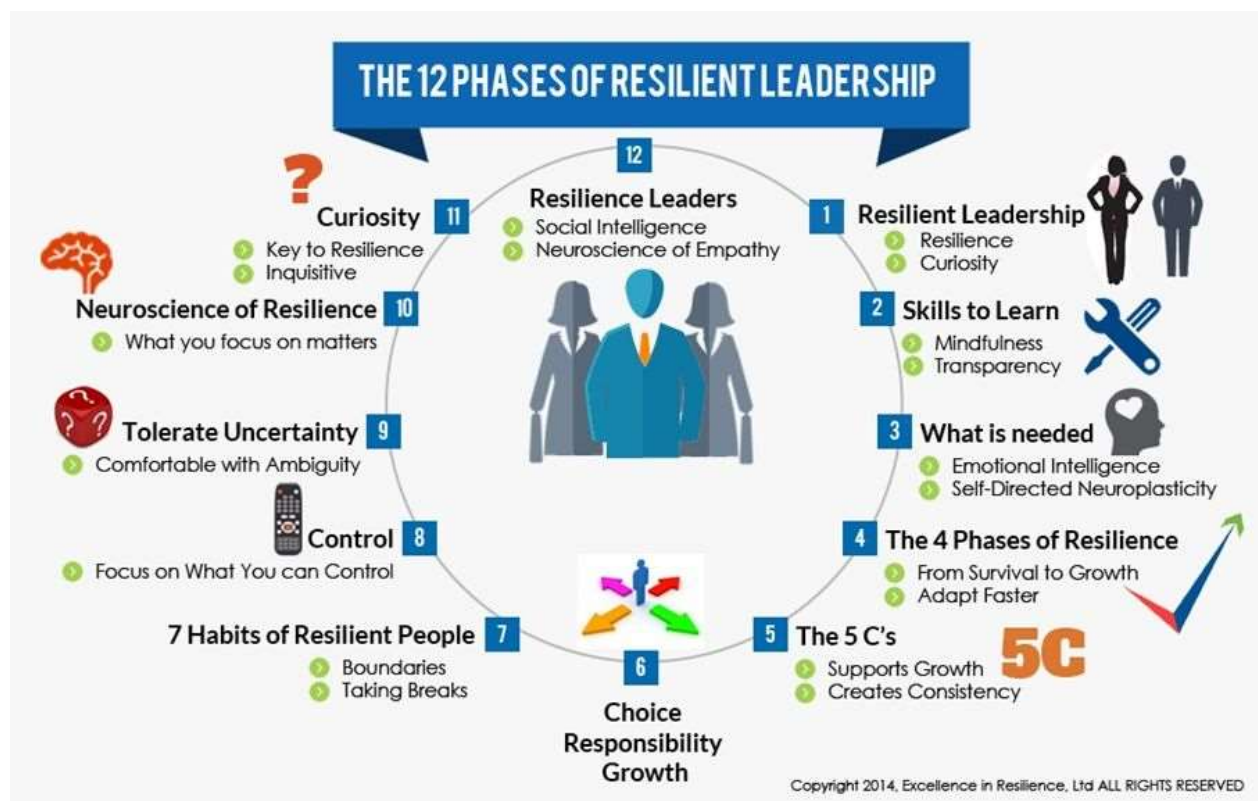 THE 12 PHASES OF RESILIENT LEADERSHIP
12
Resilience Leaders
Social Intelligence
Neuroscience of Empathy
1
Resilient Leadership
Resilience
Curiosity
2
Skills to Learn
Mindfulness
Transparency
3
What is needed
Emotional Intelligence
Self-Directed Neuroplasticity
4
The 4 Phases of Resilience
From Survival to Growth
Adapt Faster
5
The 5 C's
5C
Supports Growth
Creates Consistency
6
Choice
Responsibility
Growth
7 Habits of Resilient People
7
Boundaries
Taking Breaks
Control
8
Focus on What You can Control
? ? ?
Tolerate Uncertainty
9
Comfortable with Ambiguity
Neuroscience of Resilience
10
What you focus on matters
?
Curiosity
11
Key to Resilience
Inquisitive
Copyright 2014, Excellence in Resilience, Ltd ALL RIGHTS RESERVED